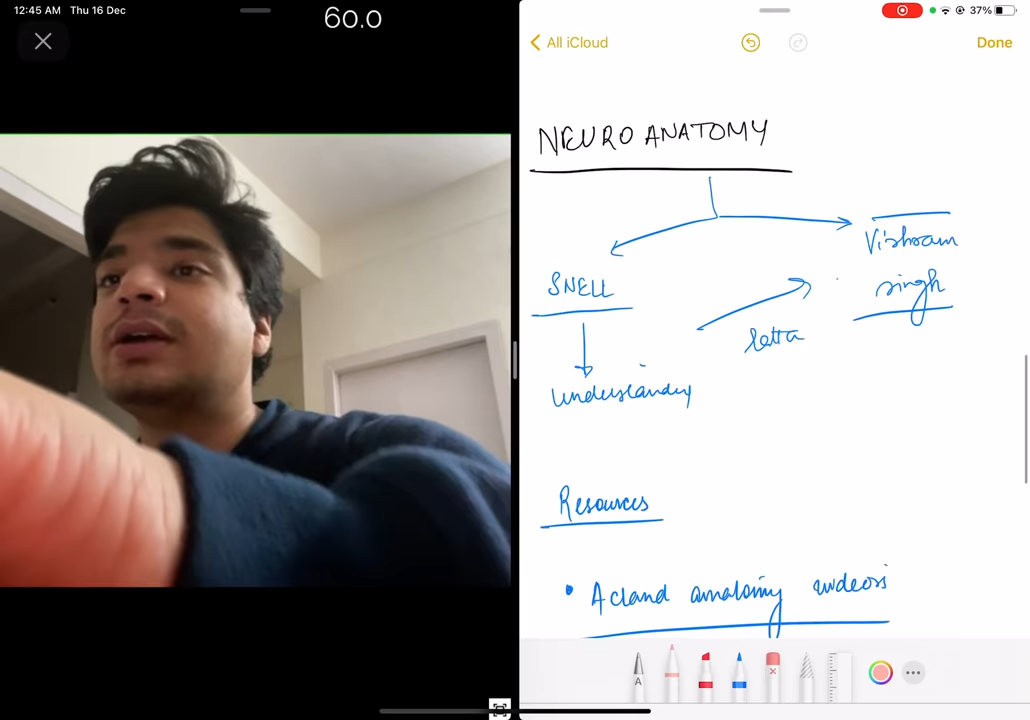 12:45 AM Thu 16 Dec
60.0
37%
All iCloud
Done
NEURO ANATOMY
SNELL
Vishram
singh
ratta
understanding
Resources
• Acland anatomy videos
A